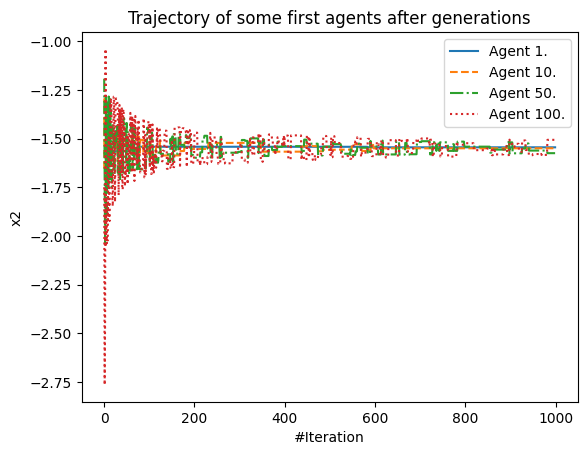 Trajectory of some first agents after generations
Agent 1.
Agent 10.
Agent 50.
Agent 100.
x2
−1.00
−1.25
−1.50
−1.75
−2.00
−2.25
−2.50
−2.75
0
200
400
600
800
1000
#Iteration